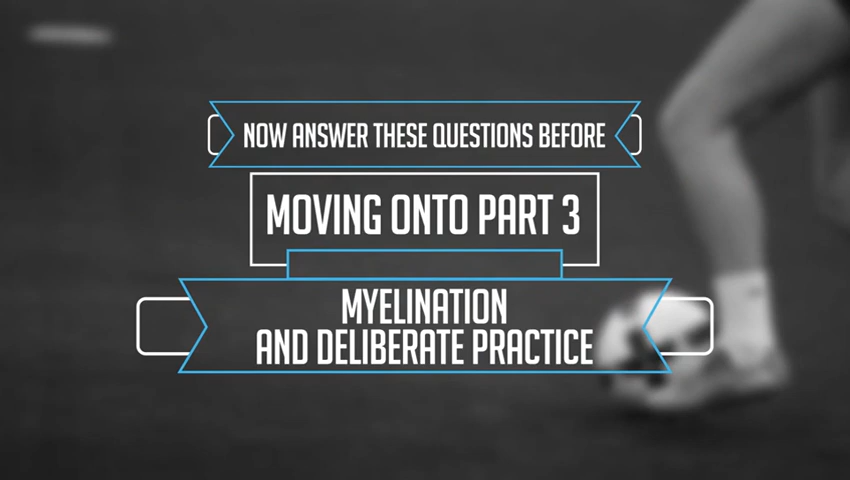 NOW ANSWER THESE QUESTIONS BEFORE
MOVING ONTO PART 3
MYELINATION
AND DELIBERATE PRACTICE